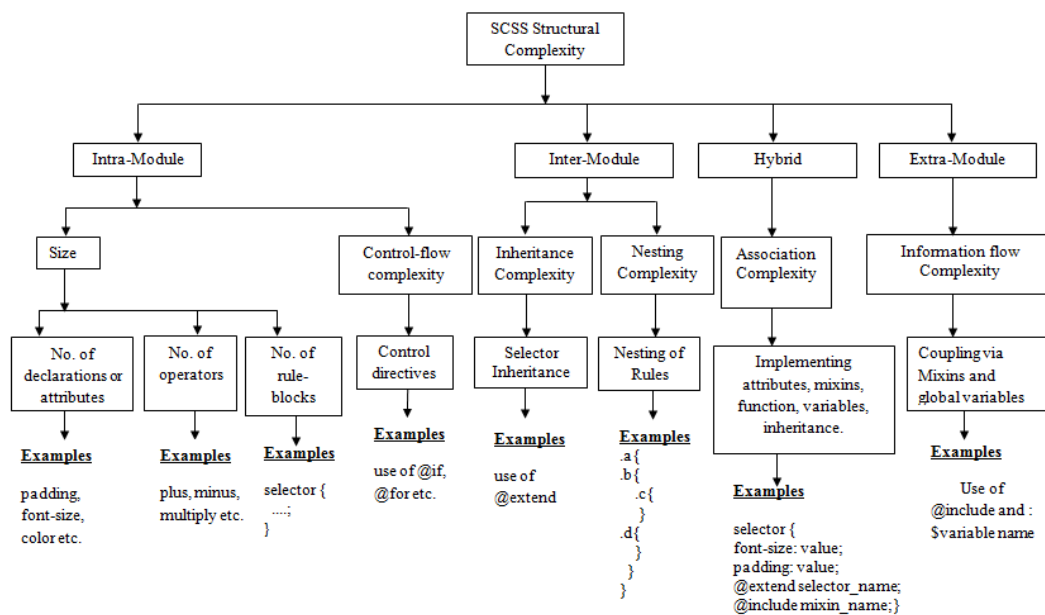 SCSS Structural
Complexity
Intra-Module
Inter-Module
Hybrid
Extra-Module
Size
Control-flow
complexity
Inheritance
Complexity
Nesting
Complexity
Association
Complexity
Information flow
Complexity
No. of
declarations or
attributes
No. of
operators
No. of
rule-
blocks
Control
directives
Selector
Inheritance
Nesting of
Rules
Implementing
attributes, mixins,
function, variables,
inheritance.
Coupling via
Mixins and
global variables
Examples
padding,
font-size,
color etc.
Examples
plus, minus,
multiply etc.
Examples
selector {
....;
}
Examples
use of @if,
@for etc.
Examples
use of
@extend
Examples
.a{
.b{
.c{
}
.d{
}
}
}
Examples
selector {
font-size: value;
padding: value;
@extend selector_name;
@include mixin_name; }
Examples
Use of
@include and :
$variable name